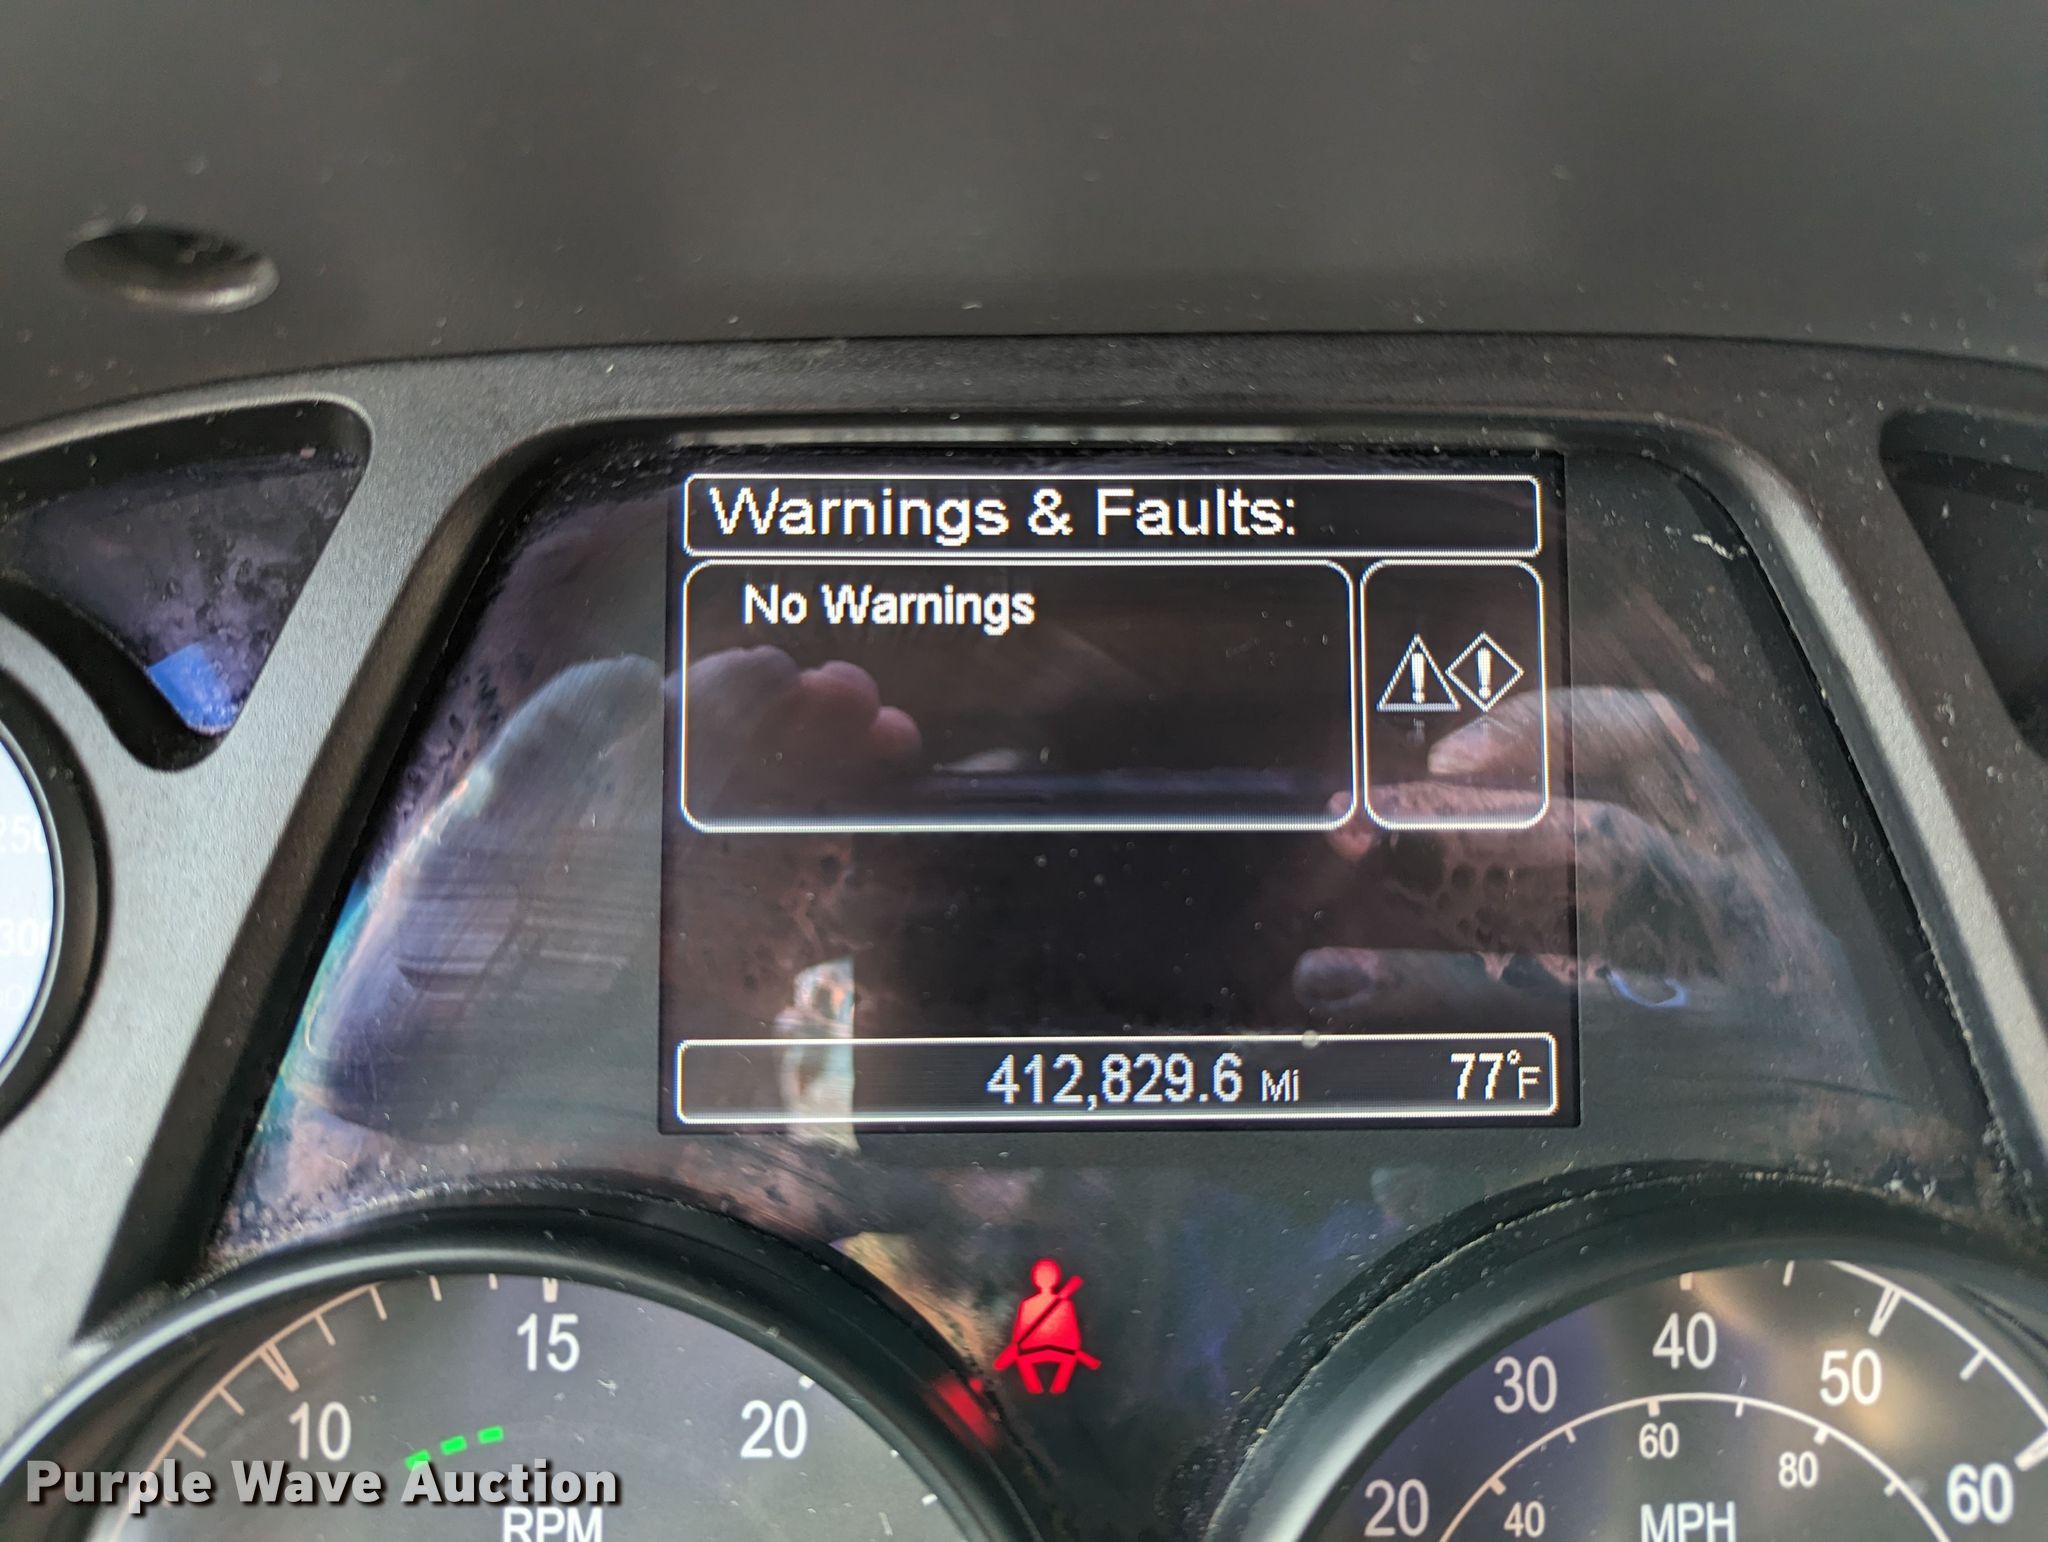 Warnings & Faults:
No Warnings
412,829.6 Mi 77°F
10 15 20
RPM
20 30 40 50 60
40 60 80
MPH
Purple Wave Auction